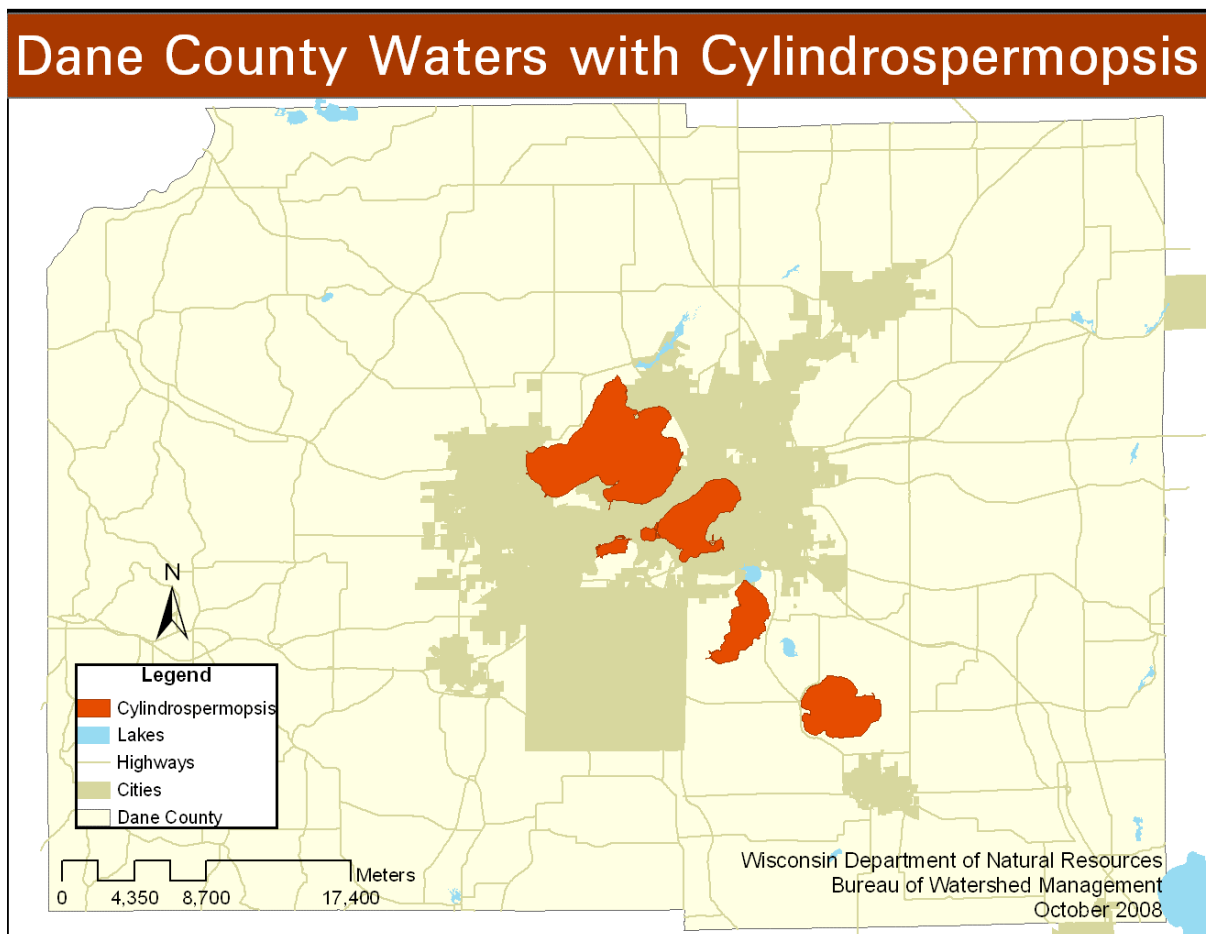 Dane County Waters with Cylindrospermopsis
N
Legend
Cylindrospermopsis
Lakes
Highways
Cities
Dane County
Meters
0 4,350 8,700 17,400
Wisconsin Department of Natural Resources
Bureau of Watershed Management
October 2008